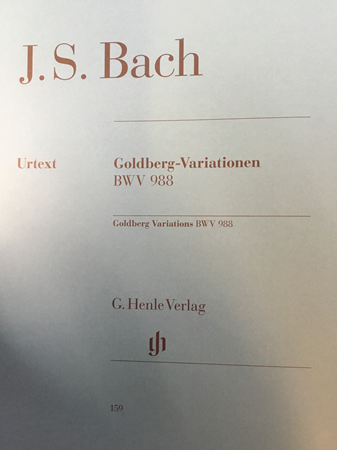 J. S. Bach
Urtext
Goldberg-Variationen
BWV 988
Goldberg Variations BWV 988
G. Henle Verlag
159